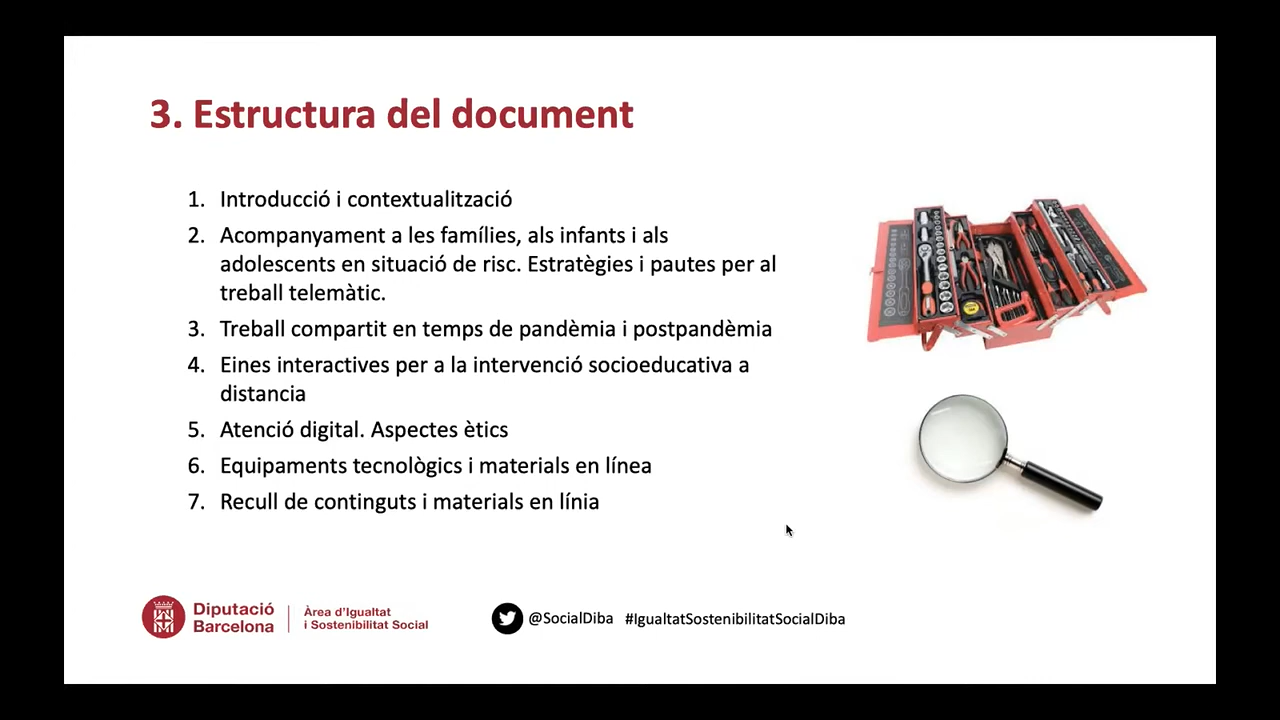 3. Estructura del document
1. Introducció i contextualització
2. Acompanyament a les famílies, als infants i als
adolescents en situació de risc. Estratègies i pautes per al
treball telemàtic.
3. Treball compartit en temps de pandèmia i postpandèmia
4. Eines interactives per a la intervenció socioeducativa a
distancia
5. Atenció digital. Aspectes ètics
6. Equipaments tecnològics i materials en línea
7. Recull de continguts i materials en línia
Diputació
Barcelona
Àrea d'Igualtat
i Sostenibilitat Social
@SocialDiba #IgualtatSostenibilitatSocialDiba